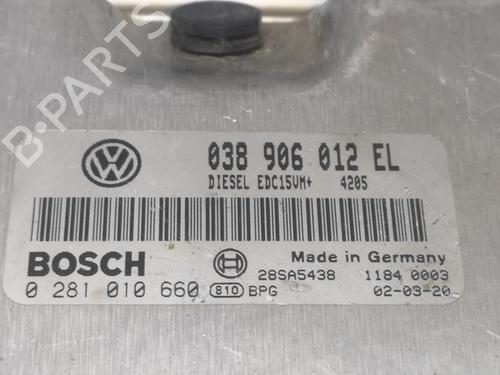 B-PARTS
VW
038 906 012 EL
DIESEL EDC15VM+ 4205
BOSCH
Made in Germany
28SA5438 1184 0003
0 281 010 660 810 BPG 02-03-20